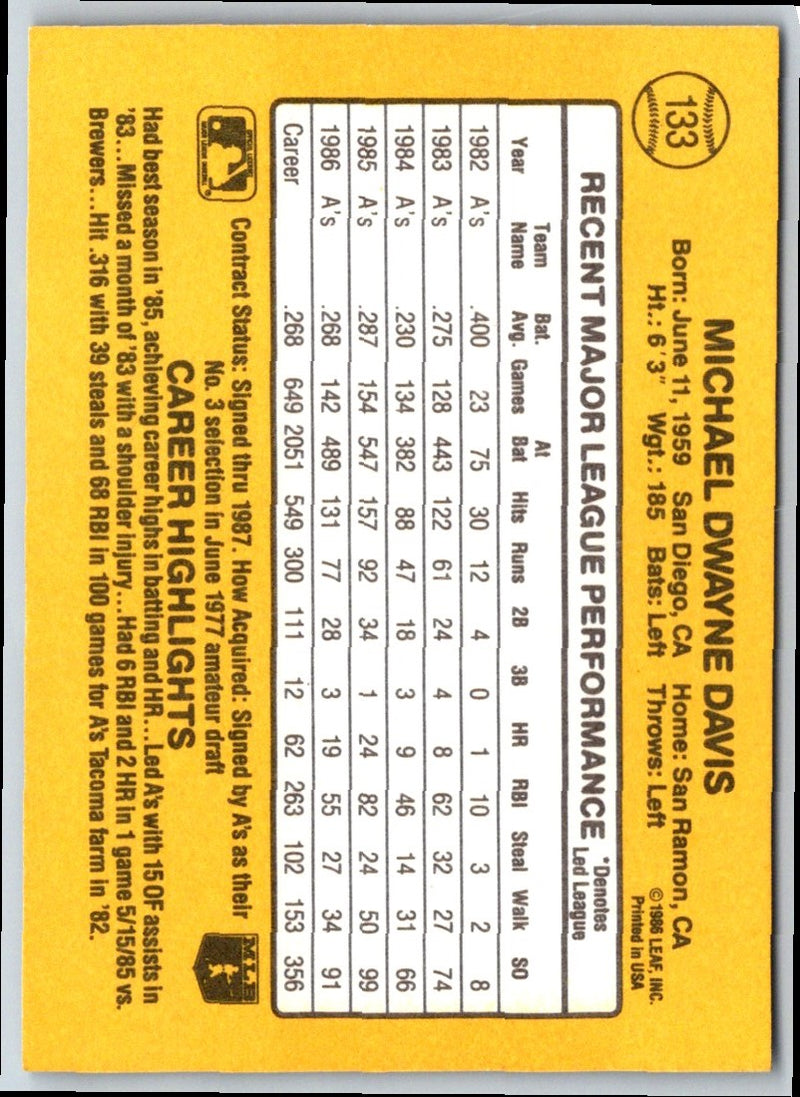 133
MICHAEL DWAYNE DAVIS
Born: June 11, 1959 San Diego, CA Home: San Ramon, CA
Ht.: 6'3" Wgt.: 185 Bats: Left Throws: Left
©1986 LEAF, INC.
Printed in USA
RECENT MAJOR LEAGUE PERFORMANCE *Denotes Led League
Year Team Name Bat. Avg. Games At Bat Hits Runs 2B 3B HR RBI Steal Walk SO
1982 A's .400 23 75 30 12 4 0 1 10 3 2 8
1983 A's .275 128 443 122 61 24 4 8 62 32 27 74
1984 A's .230 134 382 88 47 18 3 9 46 14 31 66
1985 A's .287 154 547 157 92 34 1 24 82 24 50 99
1986 A's .268 142 489 131 77 28 3 19 55 27 34 91
Career .268 649 2051 549 300 111 12 62 263 102 153 356
Contract Status: Signed thru 1987. How Acquired: Signed by A's as their
No. 3 selection in June 1977 amateur draft
MLB
CAREER HIGHLIGHTS
Had best season in '85, achieving career highs in batting and HR...Led A's with 15 OF assists in
'83...Missed a month of '83 with a shoulder injury...Had 6 RBI and 2 HR in 1 game 5/15/85 vs.
Brewers...Hit .316 with 39 steals and 68 RBI in 100 games for A's Tacoma farm in '82.